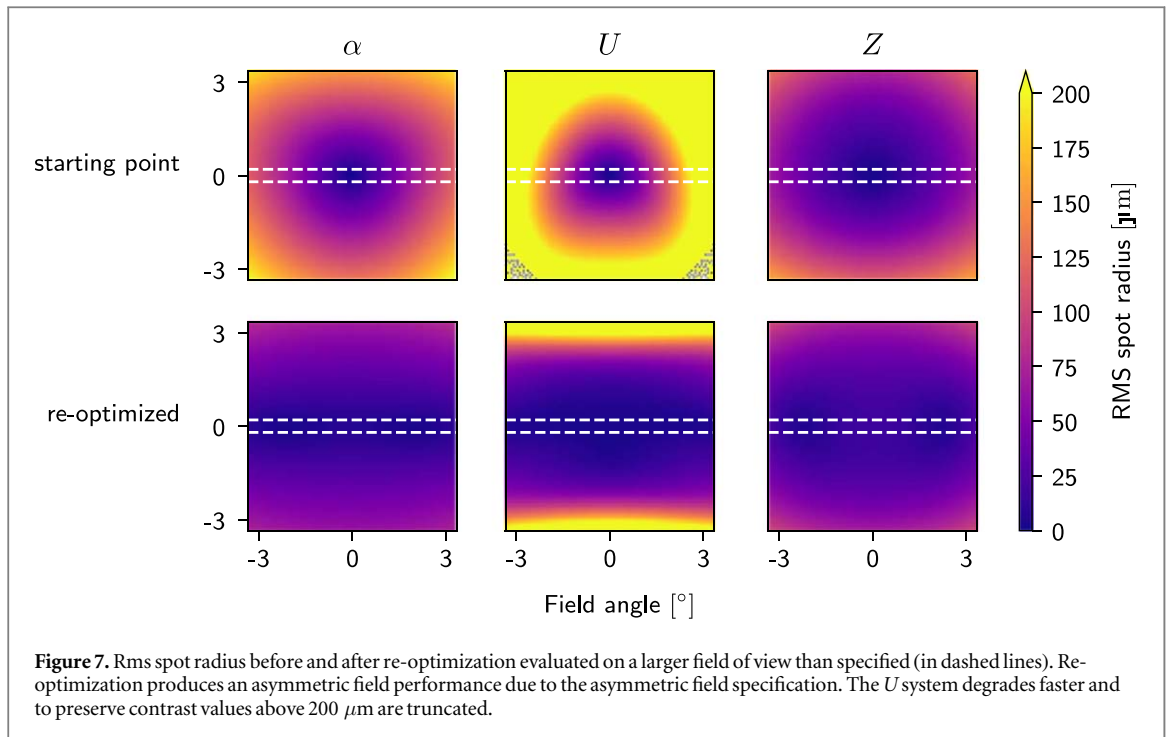 α U Z
3
starting point 0
-3
3
re-optimized 0
-3
-3 0 3 -3 0 3 -3 0 3
Field angle [°]
200
175
150
125
100
75
50
25
0
RMS spot radius [μm]
Figure 7. Rms spot radius before and after re-optimization evaluated on a larger field of view than specified (in dashed lines). Re-
optimization produces an asymmetric field performance due to the asymmetric field specification. The U system degrades faster and
to preserve contrast values above 200 μm are truncated.